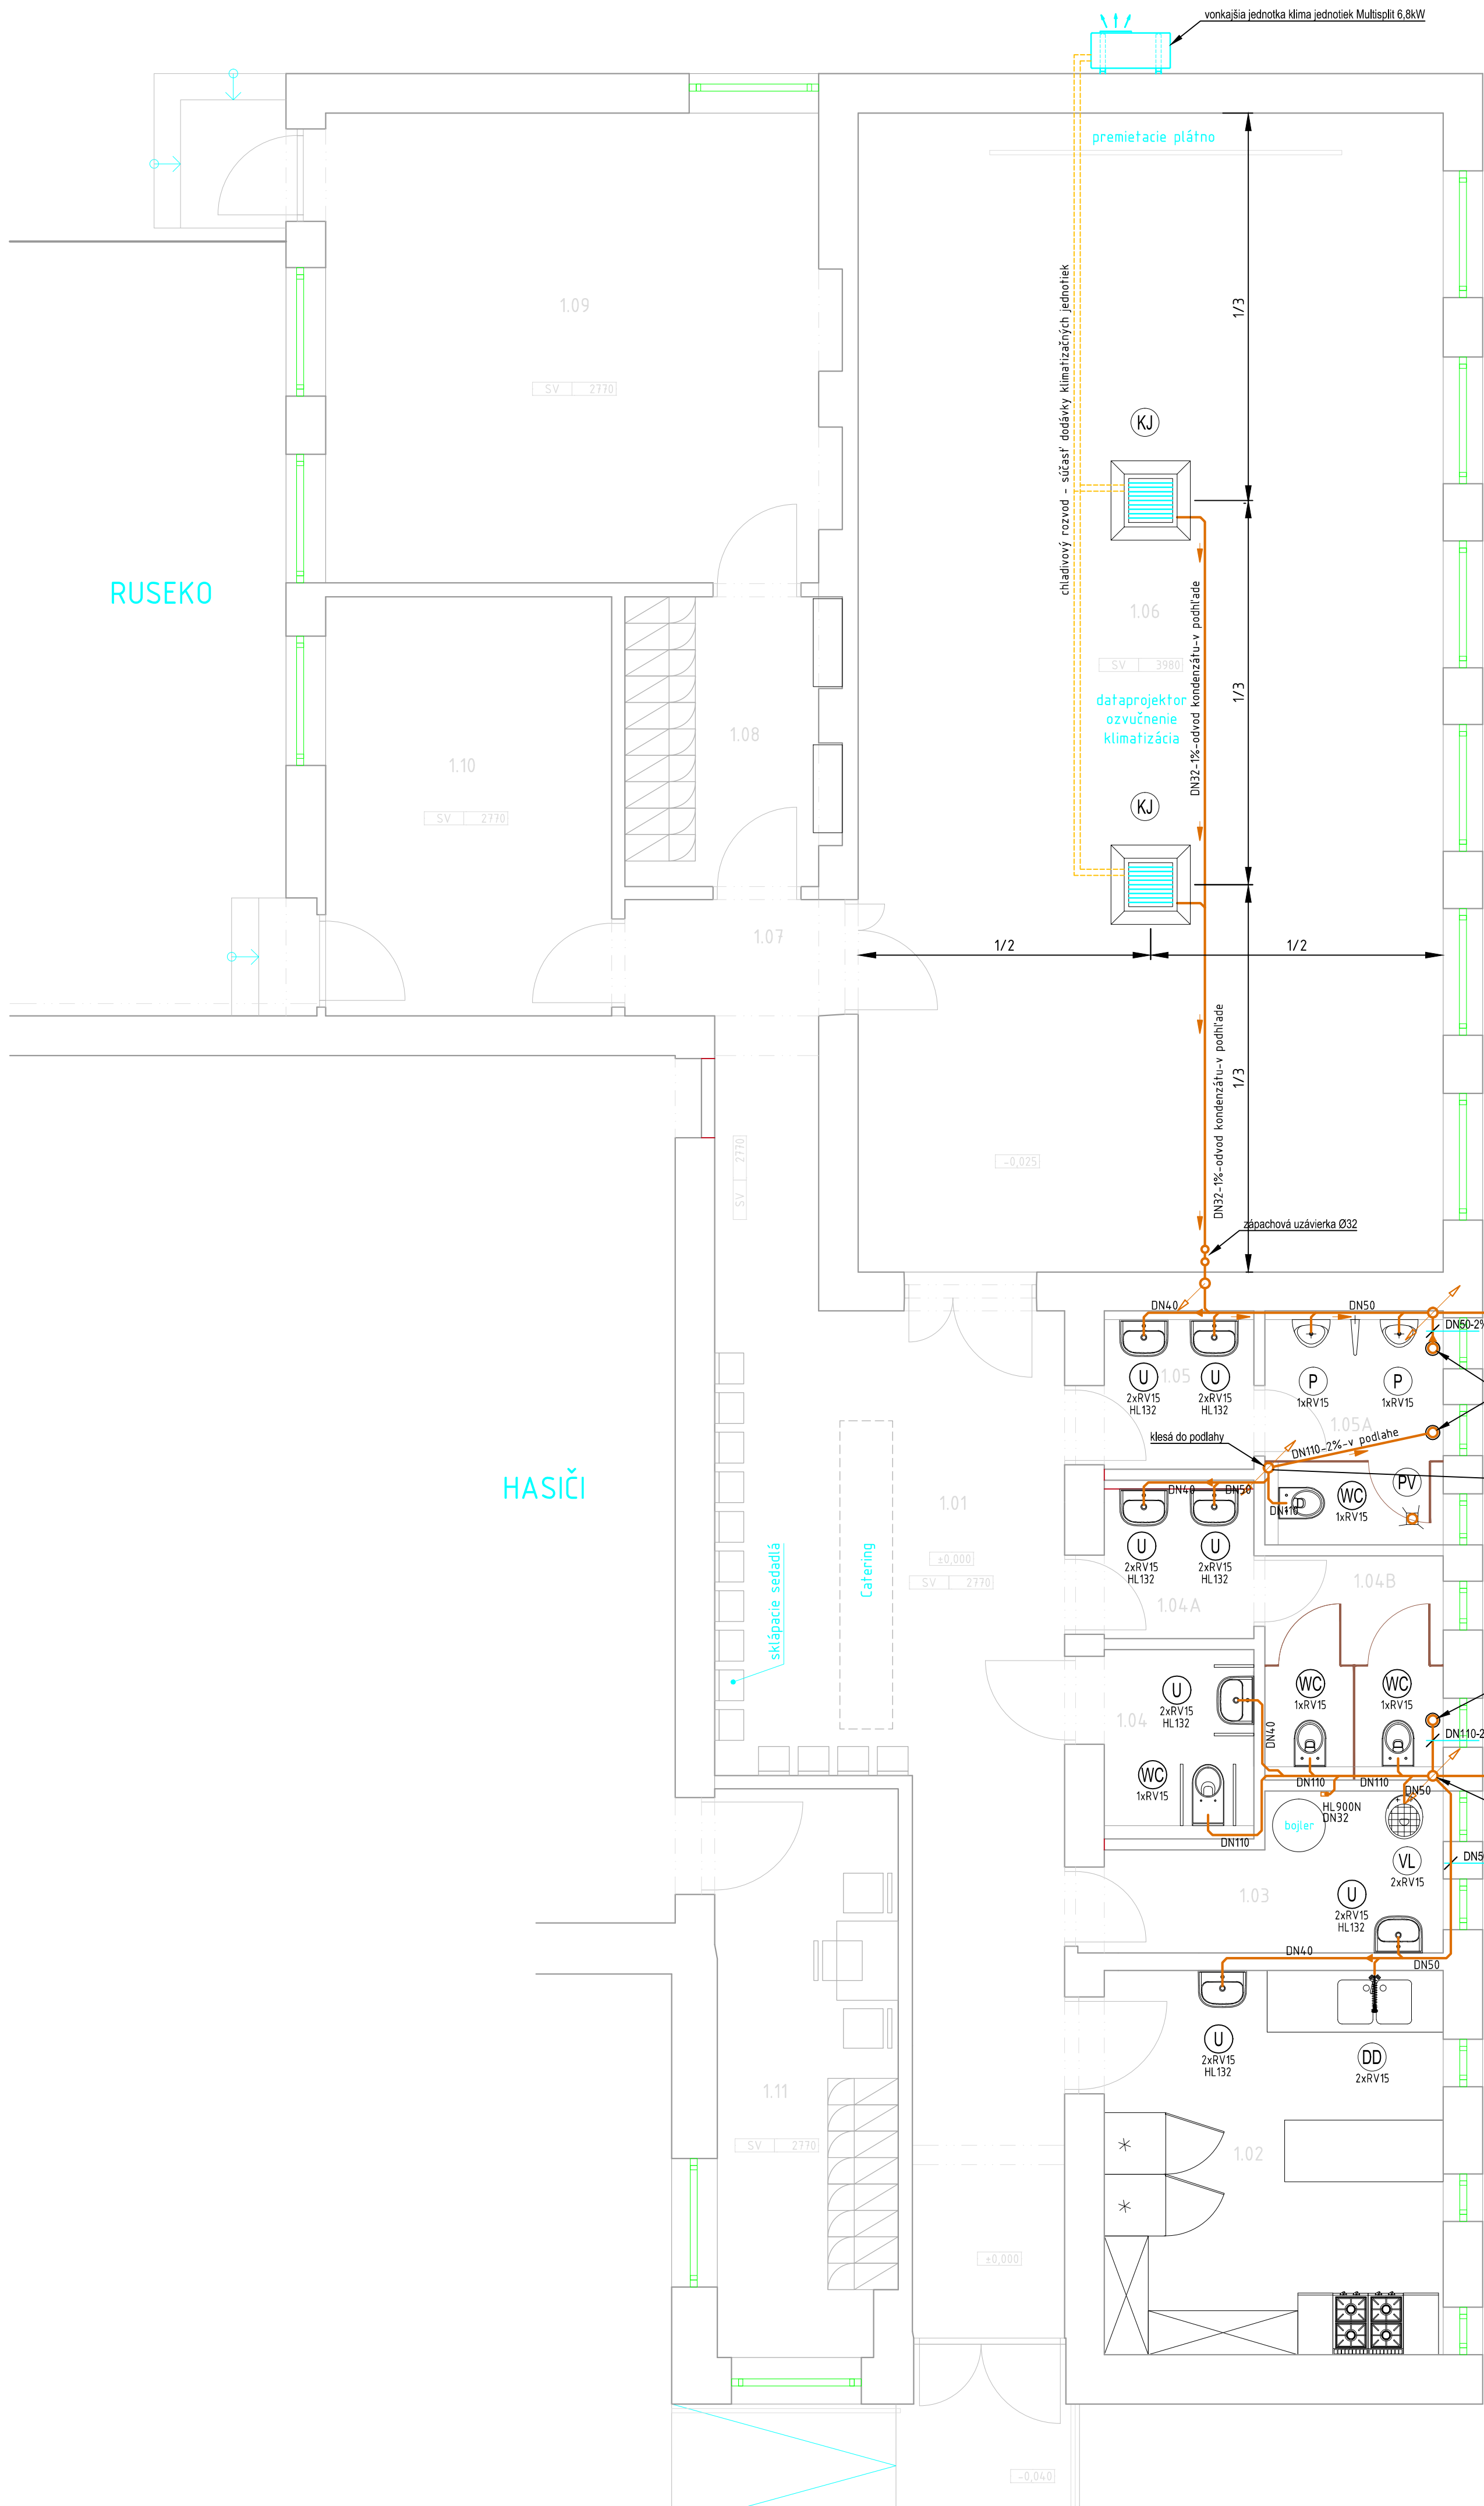 vonkajšia jednotka klima jednotiek Multisplit 6,8kW
premietacie plátno
chladivový rozvod - súčasť dodávky klimatizačných jednotiek
1/3
1.09
SV 2770
KJ
RUSEKO
1.06
SV 3980
DN32-1%-odvod kondenzátu-v podhľade
1/3
dataprojektor
ozvučnenie
klimatizácia
1.08
1.10
SV 2770
KJ
1.07
1/2
1/2
DN32-1%-odvod kondenzátu-v podhľade
1/3
SV 2770
-0,025
zápachová uzávierka Ø32
DN40
DN50
DN50-2%
U
2xRV15
HL132
1.05
U
2xRV15
HL132
P
1xRV15
P
1xRV15
1.05A
klesá do podlahy
DN110-2%-v podlahe
HASIČI
1.01
DN40
DN50
DN110
WC
1xRV15
PV
U
2xRV15
HL132
U
2xRV15
HL132
±0,000
SV 2770
Catering
sklápacie sedadlá
1.04A
1.04B
U
2xRV15
HL132
1.04
WC
1xRV15
WC
1xRV15
DN40
DN110-2
WC
1xRV15
DN110
DN110
DN50
HL900N
DN32
bojler
DN110
VL
2xRV15
DN5
1.03
U
2xRV15
HL132
DN40
DN50
U
2xRV15
HL132
DD
2xRV15
1.11
SV 2770
1.02
±0,000
-0,040